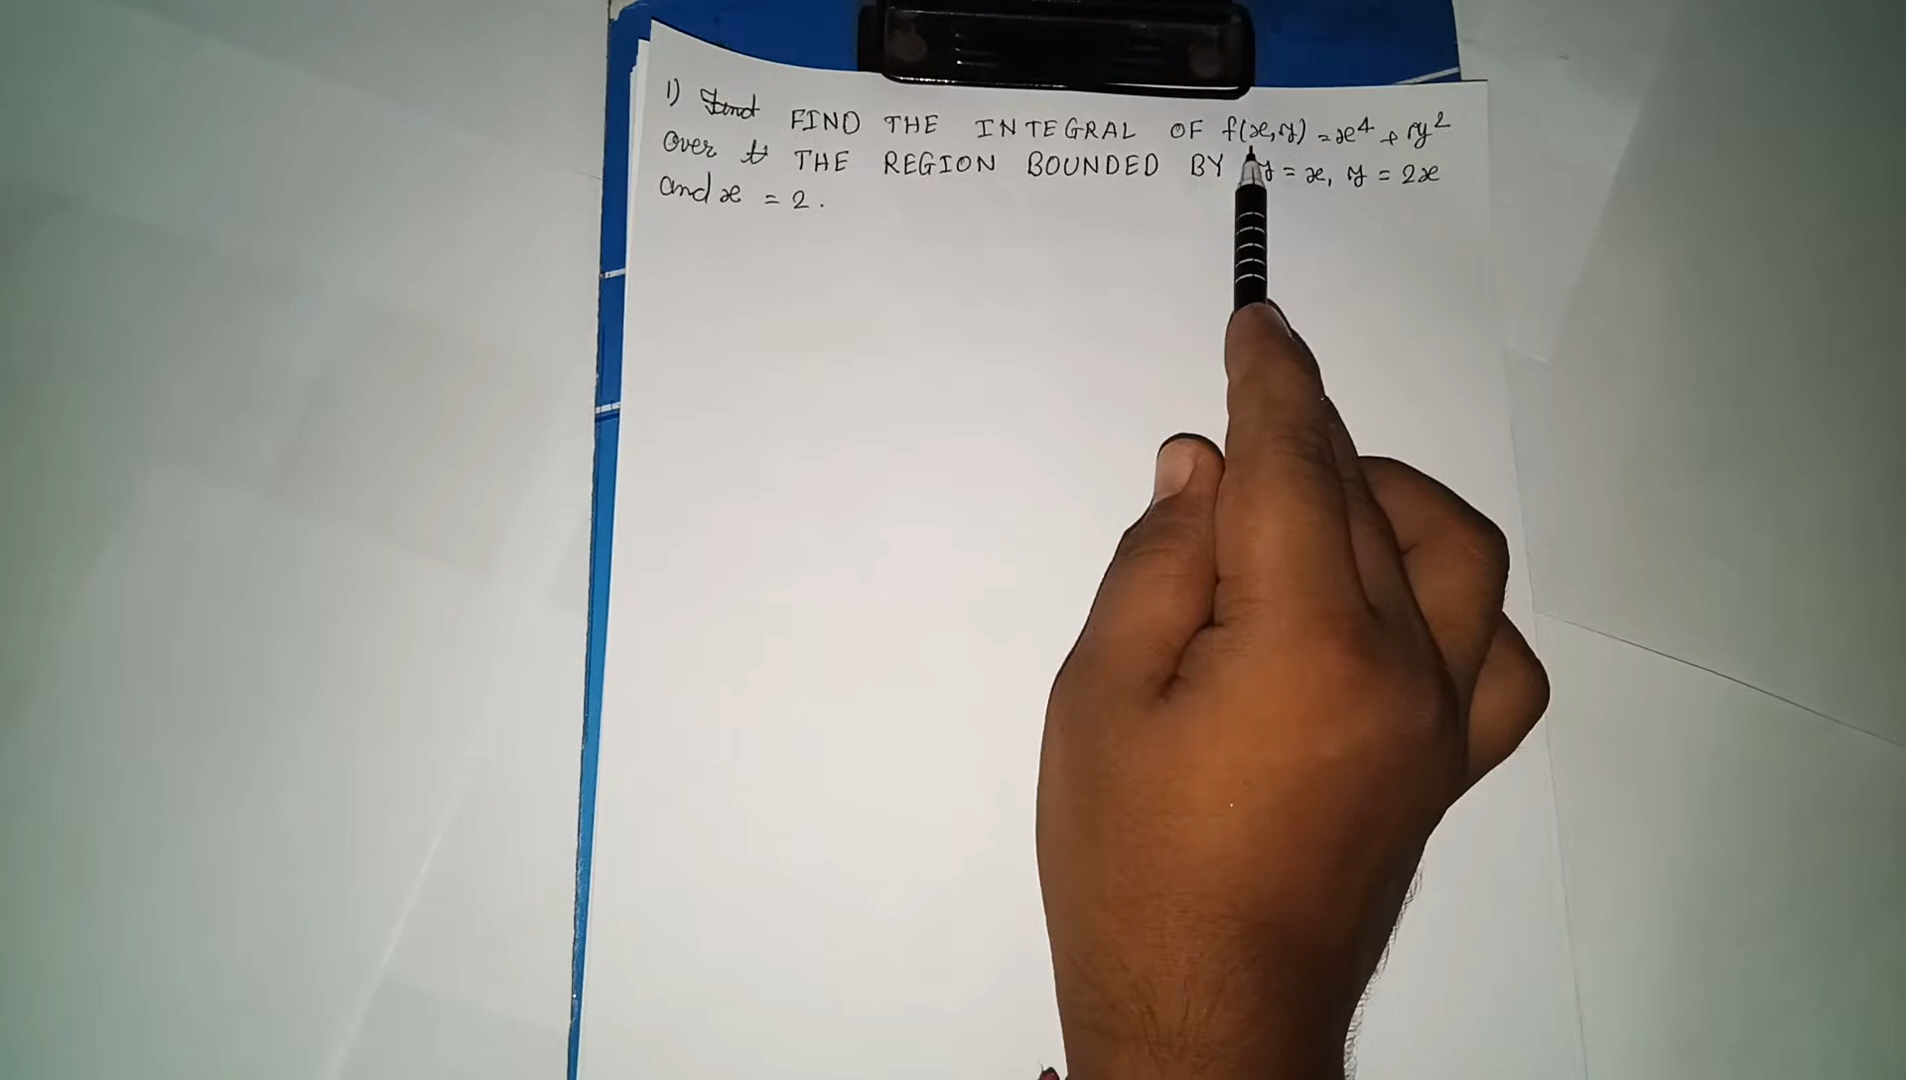 1) Find FIND THE INTEGRAL OF f(x,y) = x⁴ + y²
over t THE REGION BOUNDED BY y = x, y = 2x
and x = 2.